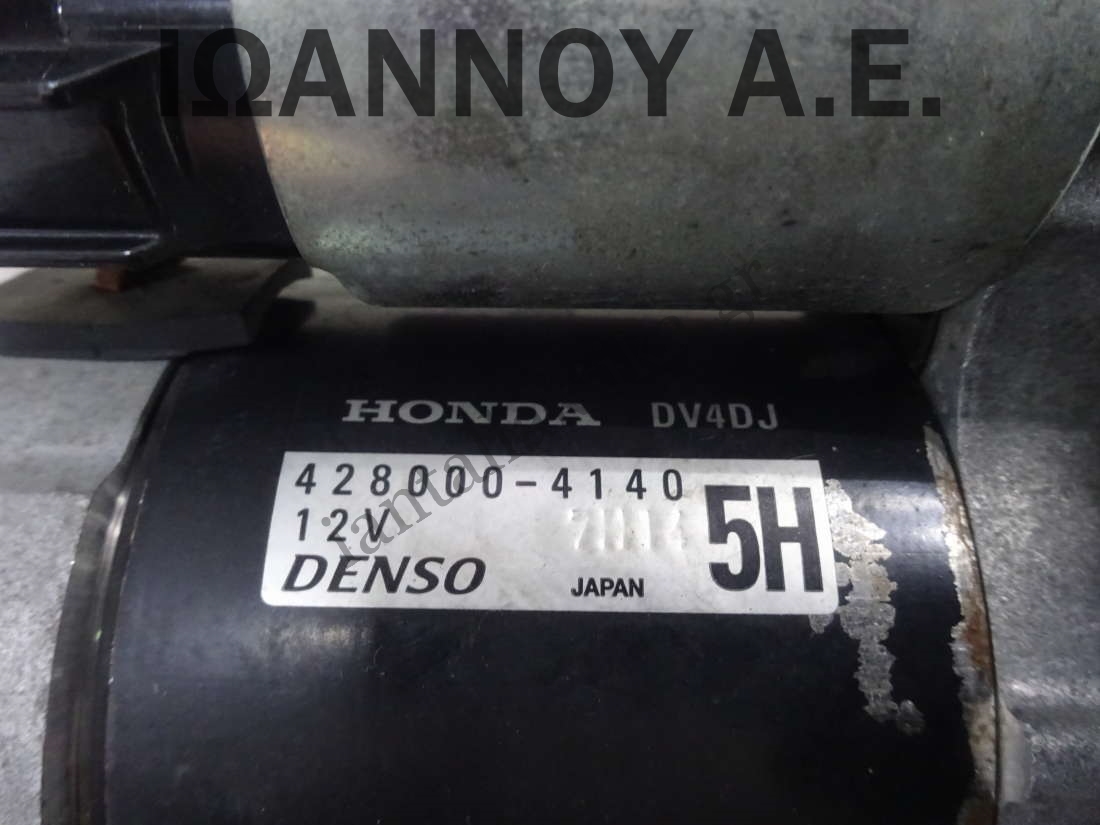 ΙΩΑΝΝΟΥ Α.Ε.
HONDA DV4DJ
428000-4140
12V
5H
DENSO JAPAN